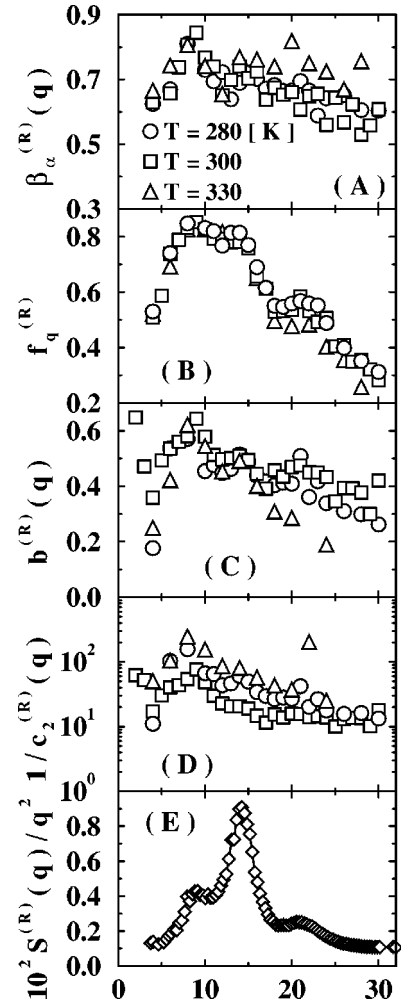 β_α^(R)(q)
0.9
0.7
0.5
0.3
T = 280 [ K ]
T = 300
T = 330
( A )
f_q^(R)
0.8
0.6
0.4
0.2
( B )
b^(R)(q)
0.6
0.4
0.2
0.0
( C )
1/c_2^(R)(q)
10^2
10^1
10^0
( D )
10^2 S^(R)(q)/q^2
1.0
0.8
0.6
0.4
0.2
0.0
( E )
0 10 20 30